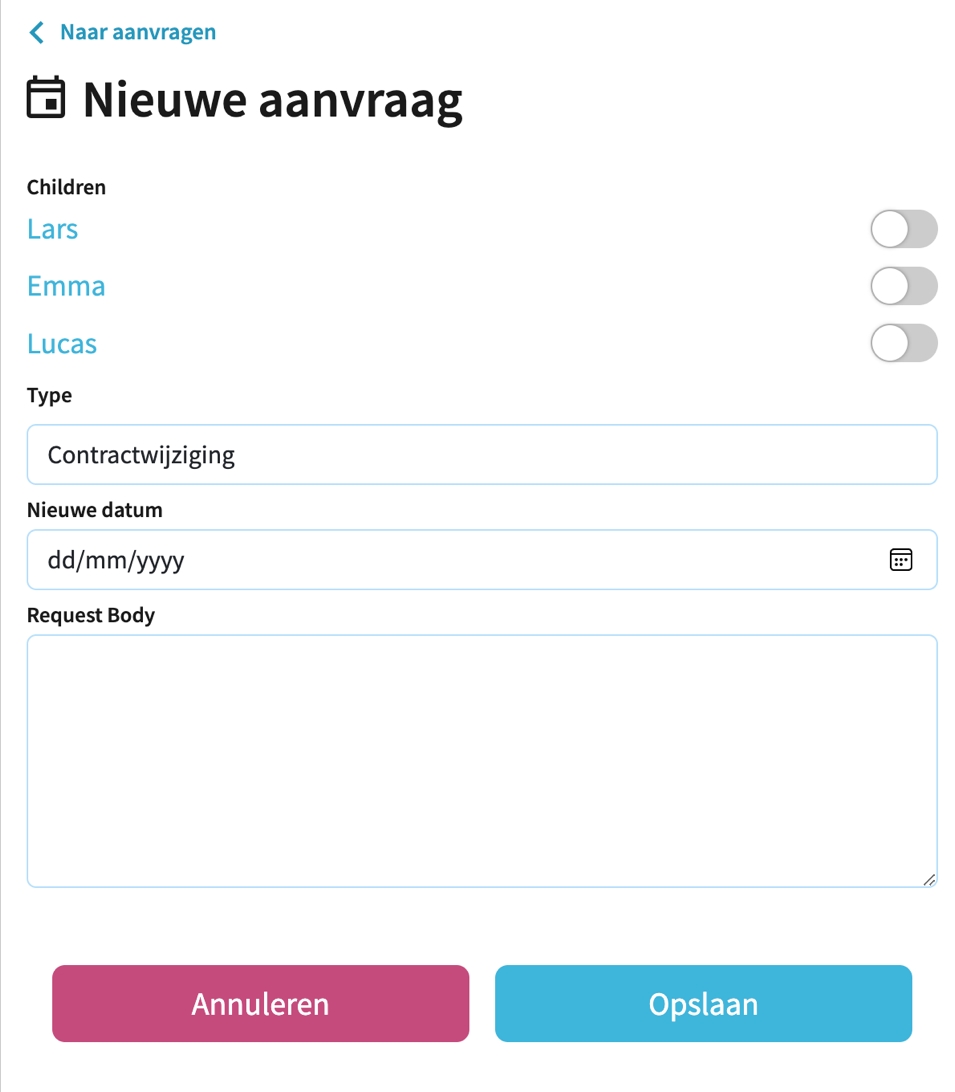 Naar aanvragen
Nieuwe aanvraag
Children
Lars
Emma
Lucas
Type
Contractwijziging
Nieuwe datum
dd/mm/yyyy
Request Body
Annuleren
Opslaan